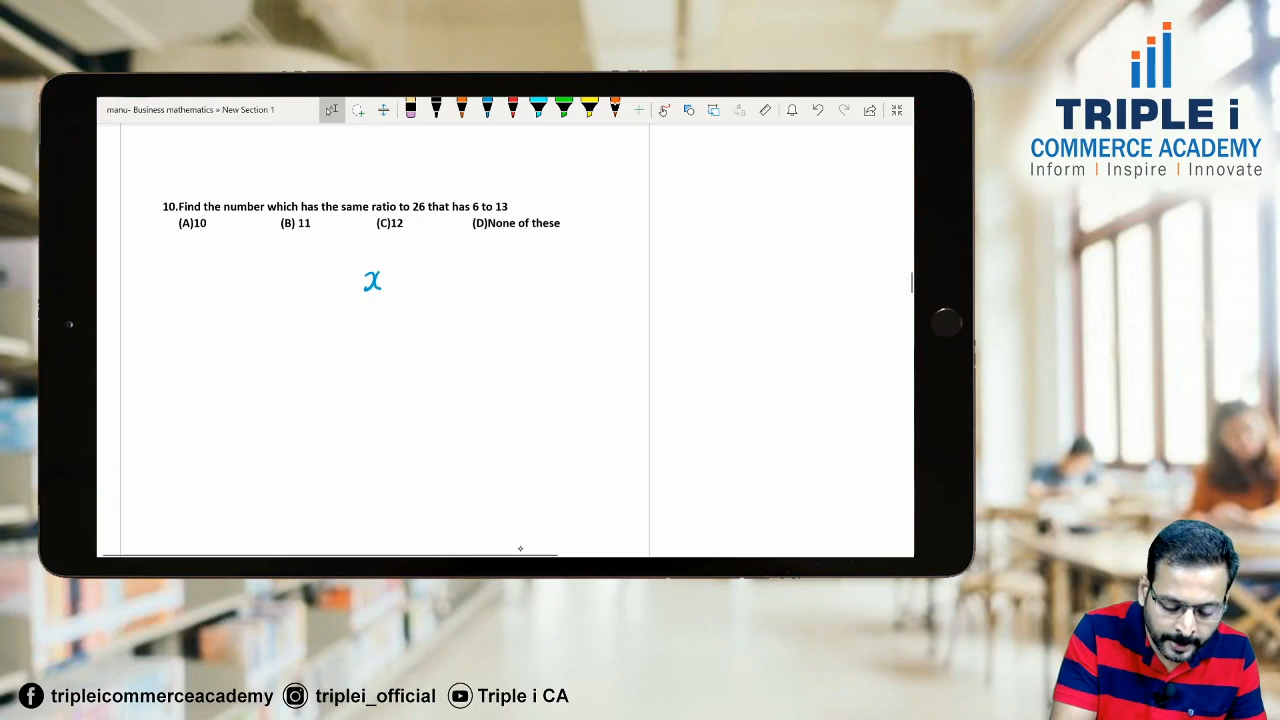 TRIPLE i
COMMERCE ACADEMY
Inform | Inspire | Innovate
manu- Business mathematics » New Section 1
10.Find the number which has the same ratio to 26 that has 6 to 13
(A)10 (B) 11 (C)12 (D)None of these
x
tripleicommerceacademy triplei_official Triple i CA